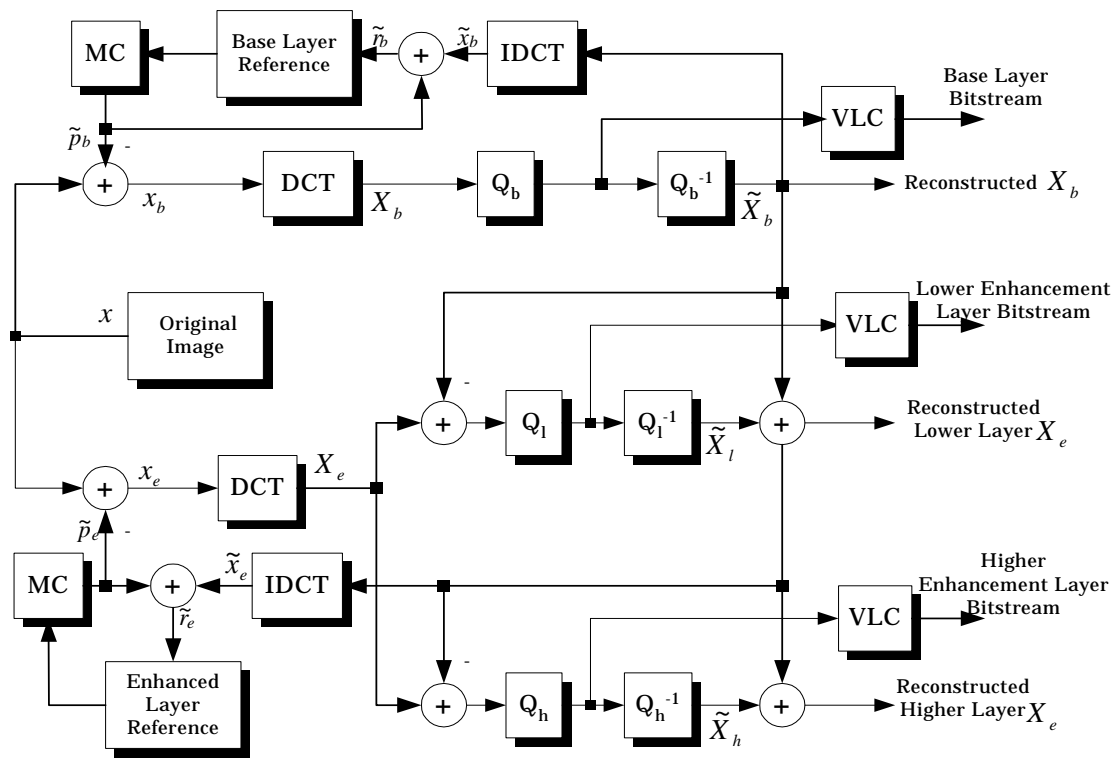 MC
Base Layer
Reference
r̃b
+
x̃b
IDCT
Base Layer
Bitstream
VLC
p̃b
-
+
xb
DCT
Xb
Qb
Qb-1
X̃b
Reconstructed Xb
x
Original
Image
Lower Enhancement
Layer Bitstream
VLC
-
+
Ql
Ql-1
X̃l
+
Reconstructed
Lower Layer Xe
+
xe
DCT
Xe
p̃e
-
MC
+
x̃e
IDCT
r̃e
Higher
Enhancement Layer
Bitstream
VLC
Enhanced
Layer
Reference
-
+
Qh
Qh-1
X̃h
+
Reconstructed
Higher Layer Xe